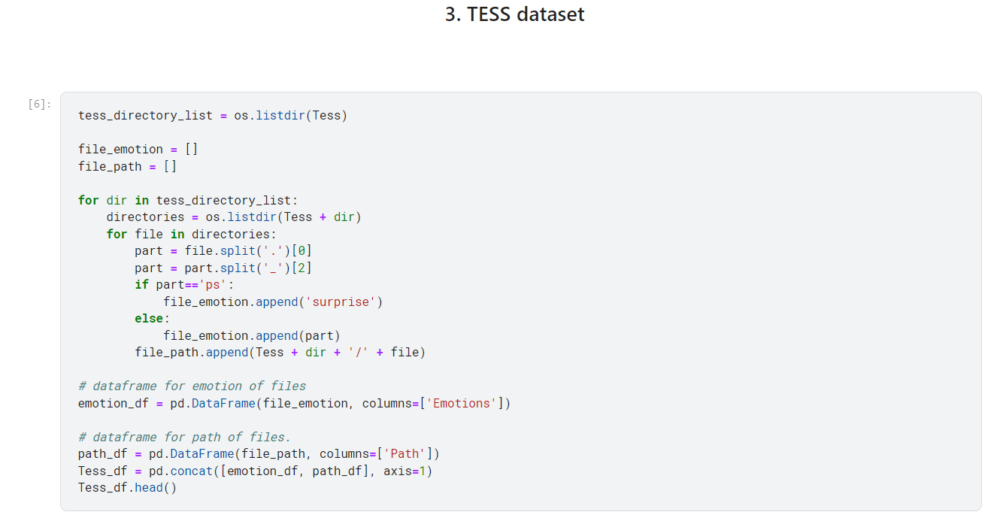 3. TESS dataset
[6]:
tess_directory_list = os.listdir(Tess)
file_emotion = []
file_path = []
for dir in tess_directory_list:
    directories = os.listdir(Tess + dir)
    for file in directories:
        part = file.split('.')[0]
        part = part.split('_')[2]
        if part=='ps':
            file_emotion.append('surprise')
        else:
            file_emotion.append(part)
        file_path.append(Tess + dir + '/' + file)
# dataframe for emotion of files
emotion_df = pd.DataFrame(file_emotion, columns=['Emotions'])
# dataframe for path of files.
path_df = pd.DataFrame(file_path, columns=['Path'])
Tess_df = pd.concat([emotion_df, path_df], axis=1)
Tess_df.head()